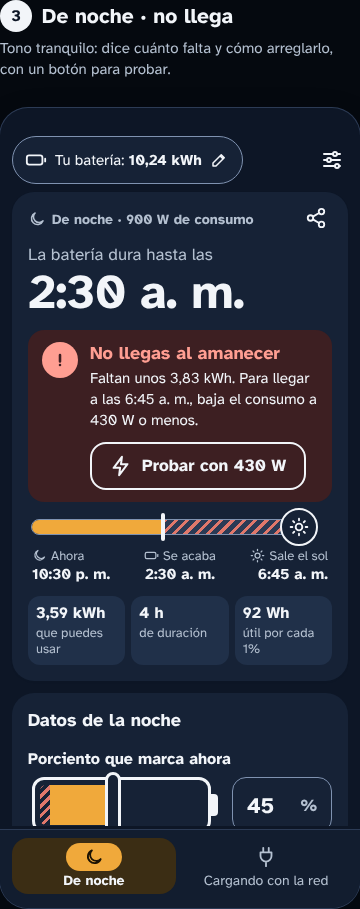 3 De noche · no llega
Tono tranquilo: dice cuánto falta y cómo arreglarlo,
con un botón para probar.
Tu batería: 10,24 kWh
De noche · 900 W de consumo
La batería dura hasta las
2:30 a. m.
! No llegas al amanecer
Faltan unos 3,83 kWh. Para llegar
a las 6:45 a. m., baja el consumo a
430 W o menos.
Probar con 430 W
Ahora Se acaba Sale el sol
10:30 p. m. 2:30 a. m. 6:45 a. m.
3,59 kWh 4 h 92 Wh
que puedes de duración útil por cada
usar 1%
Datos de la noche
Porciento que marca ahora
45 %
De noche Cargando con la red